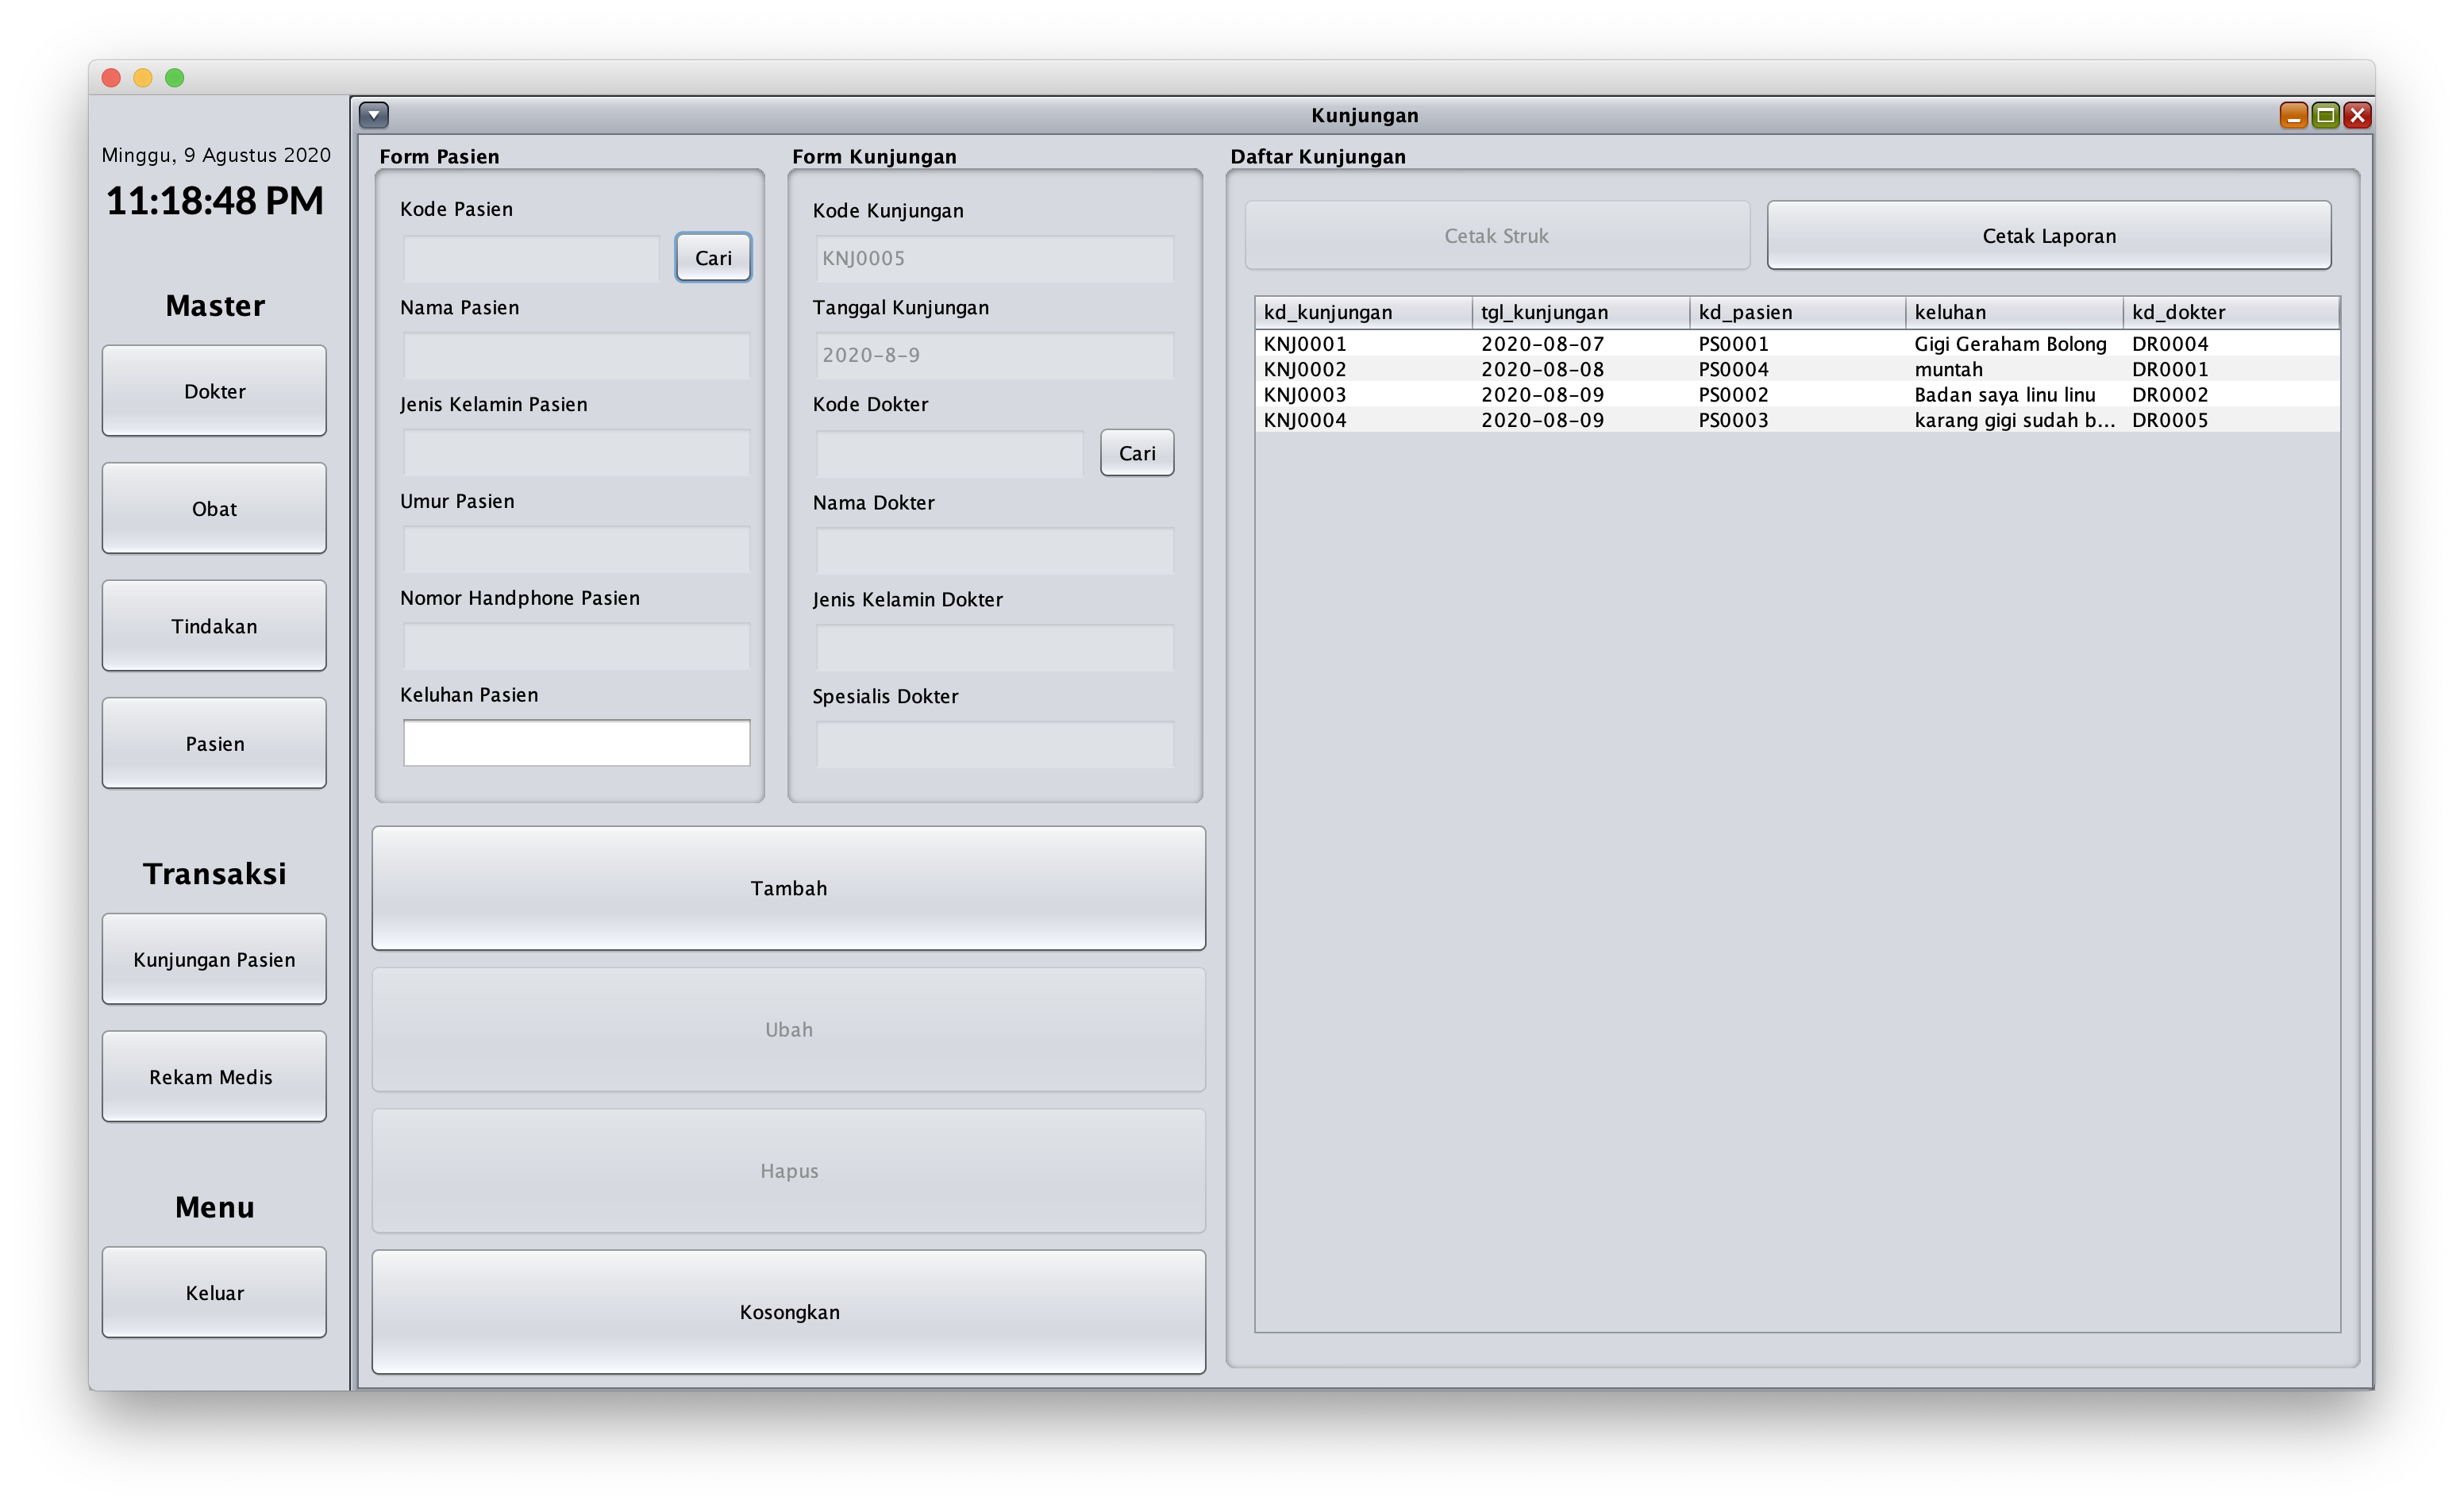 Minggu, 9 Agustus 2020
11:18:48 PM
Master
Dokter
Obat
Tindakan
Pasien
Transaksi
Kunjungan Pasien
Rekam Medis
Menu
Keluar
Kunjungan
Form Pasien
Kode Pasien
Cari
Nama Pasien
Jenis Kelamin Pasien
Umur Pasien
Nomor Handphone Pasien
Keluhan Pasien
Form Kunjungan
Kode Kunjungan
KNJ0005
Tanggal Kunjungan
2020-8-9
Kode Dokter
Cari
Nama Dokter
Jenis Kelamin Dokter
Spesialis Dokter
Tambah
Ubah
Hapus
Kosongkan
Daftar Kunjungan
Cetak Struk Cetak Laporan
kd_kunjungan tgl_kunjungan kd_pasien keluhan kd_dokter
KNJ0001 2020-08-07 PS0001 Gigi Geraham Bolong DR0004
KNJ0002 2020-08-08 PS0004 muntah DR0001
KNJ0003 2020-08-09 PS0002 Badan saya linu linu DR0002
KNJ0004 2020-08-09 PS0003 karang gigi sudah b... DR0005